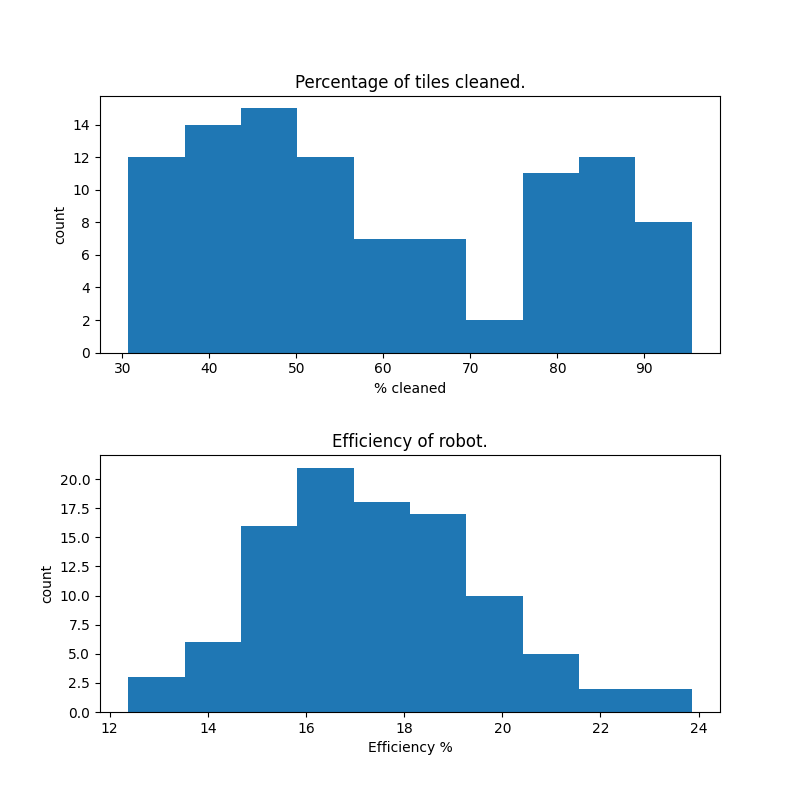 Percentage of tiles cleaned.
14
12
10
8
6
4
2
0
count
30 40 50 60 70 80 90
% cleaned
Efficiency of robot.
20.0
17.5
15.0
12.5
10.0
7.5
5.0
2.5
0.0
count
12 14 16 18 20 22 24
Efficiency %